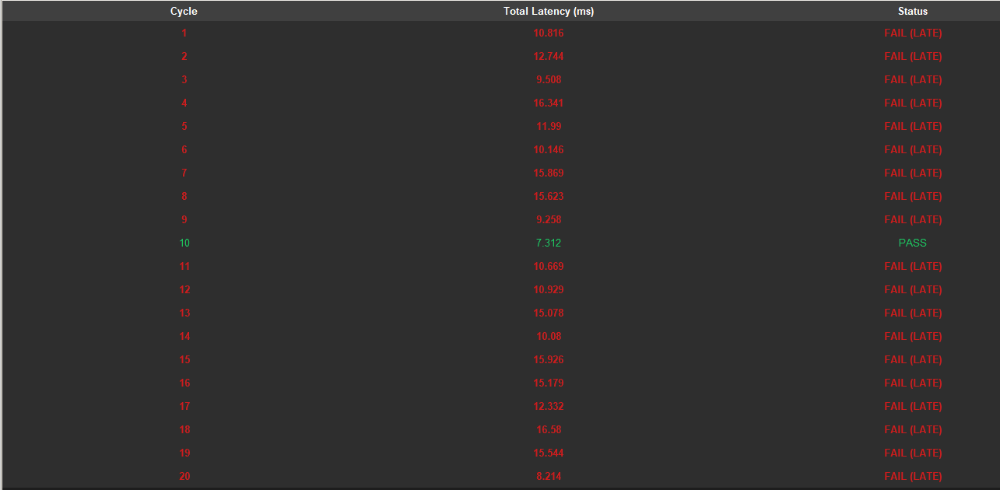 Cycle Total Latency (ms) Status
1 10.816 FAIL (LATE)
2 12.744 FAIL (LATE)
3 9.508 FAIL (LATE)
4 16.341 FAIL (LATE)
5 11.99 FAIL (LATE)
6 10.146 FAIL (LATE)
7 15.869 FAIL (LATE)
8 15.623 FAIL (LATE)
9 9.258 FAIL (LATE)
10 7.312 PASS
11 10.669 FAIL (LATE)
12 10.929 FAIL (LATE)
13 15.078 FAIL (LATE)
14 10.08 FAIL (LATE)
15 15.926 FAIL (LATE)
16 15.179 FAIL (LATE)
17 12.332 FAIL (LATE)
18 16.58 FAIL (LATE)
19 15.544 FAIL (LATE)
20 8.214 FAIL (LATE)